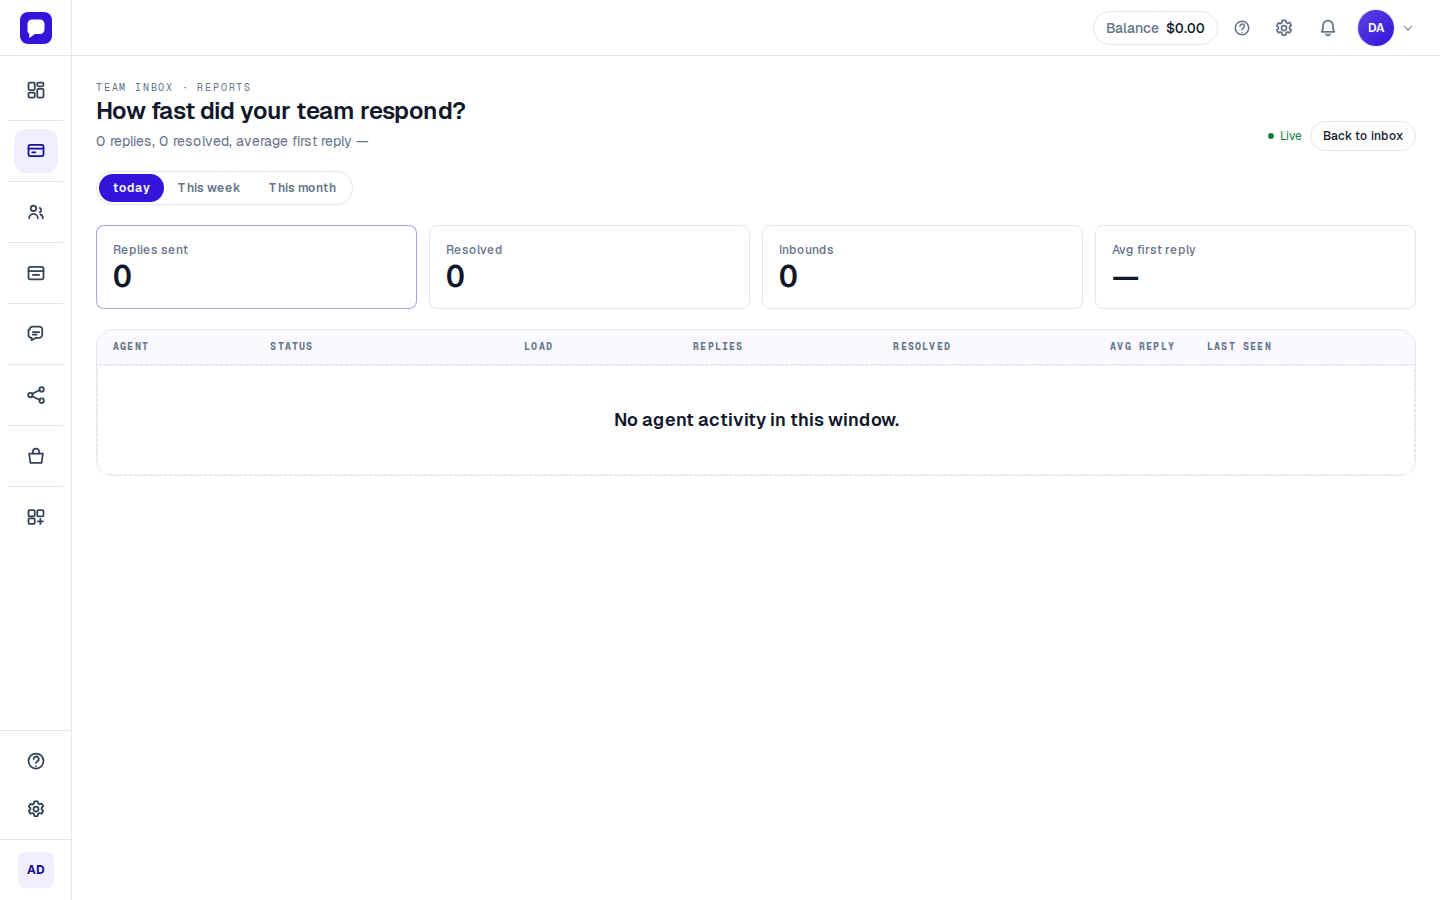 Balance $0.00
DA
TEAM INBOX · REPORTS
How fast did your team respond?
0 replies, 0 resolved, average first reply —
Live
Back to inbox
today
This week
This month
Replies sent
0
Resolved
0
Inbounds
0
Avg first reply
—
AGENT STATUS LOAD REPLIES RESOLVED AVG REPLY LAST SEEN
No agent activity in this window.
AD